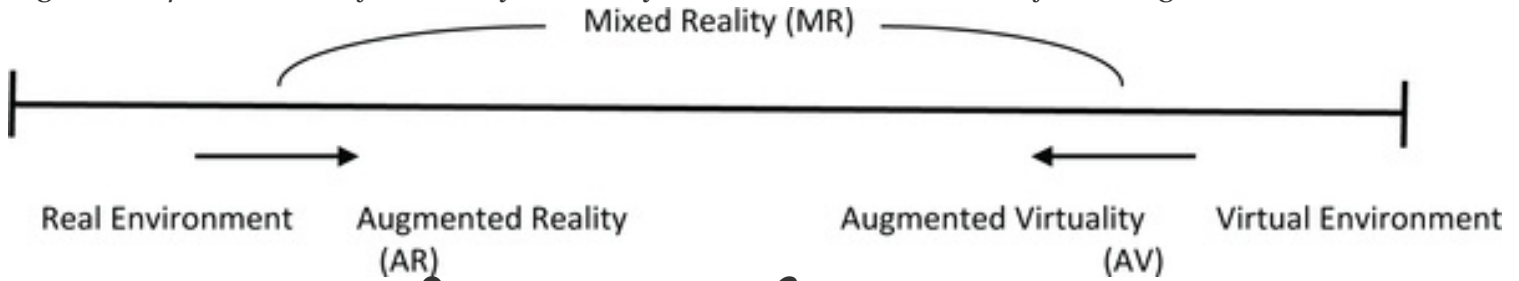 Mixed Reality (MR)
Real Environment
Augmented Reality
(AR)
Augmented Virtuality
(AV)
Virtual Environment